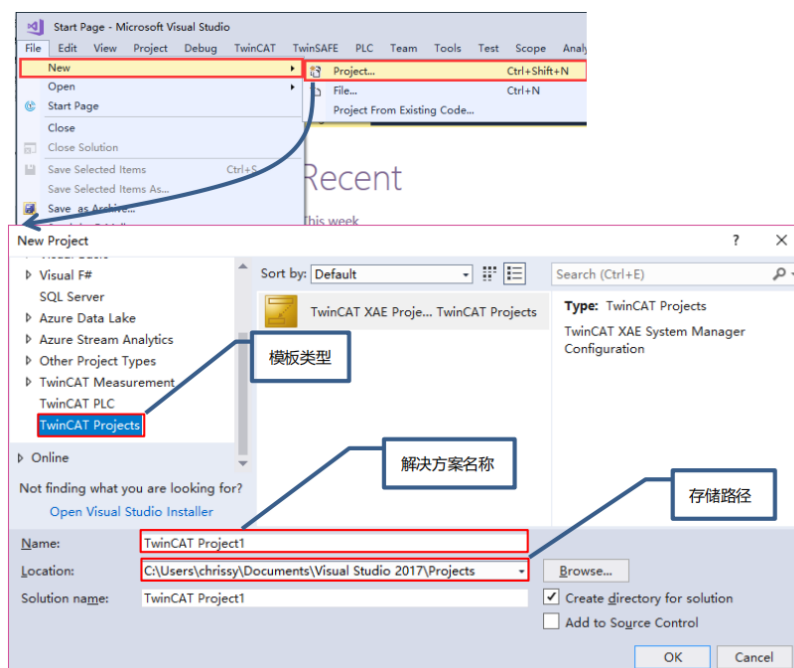 Start Page - Microsoft Visual Studio
File Edit View Project Debug TwinCAT TwinSAFE PLC Team Tools Test Scope Analy
New
Project... Ctrl+Shift+N
Open
File... Ctrl+N
Start Page
Project From Existing Code...
Close
Close Solution
Save Selected Items Ctrl+S
Save Selected Items As...
Save as Archive...
Recent
This week
New Project ? ×
Visual F#
SQL Server
Azure Data Lake
Azure Stream Analytics
Other Project Types
TwinCAT Measurement
TwinCAT PLC
TwinCAT Projects
Online
Not finding what you are looking for?
Open Visual Studio Installer
Sort by: Default
Search (Ctrl+E)
TwinCAT XAE Proje... TwinCAT Projects
Type: TwinCAT Projects
TwinCAT XAE System Manager
Configuration
模板类型
解决方案名称
存储路径
Name: TwinCAT Project1
Location: C:\Users\chrissy\Documents\Visual Studio 2017\Projects Browse...
Solution name: TwinCAT Project1
Create directory for solution
Add to Source Control
OK Cancel